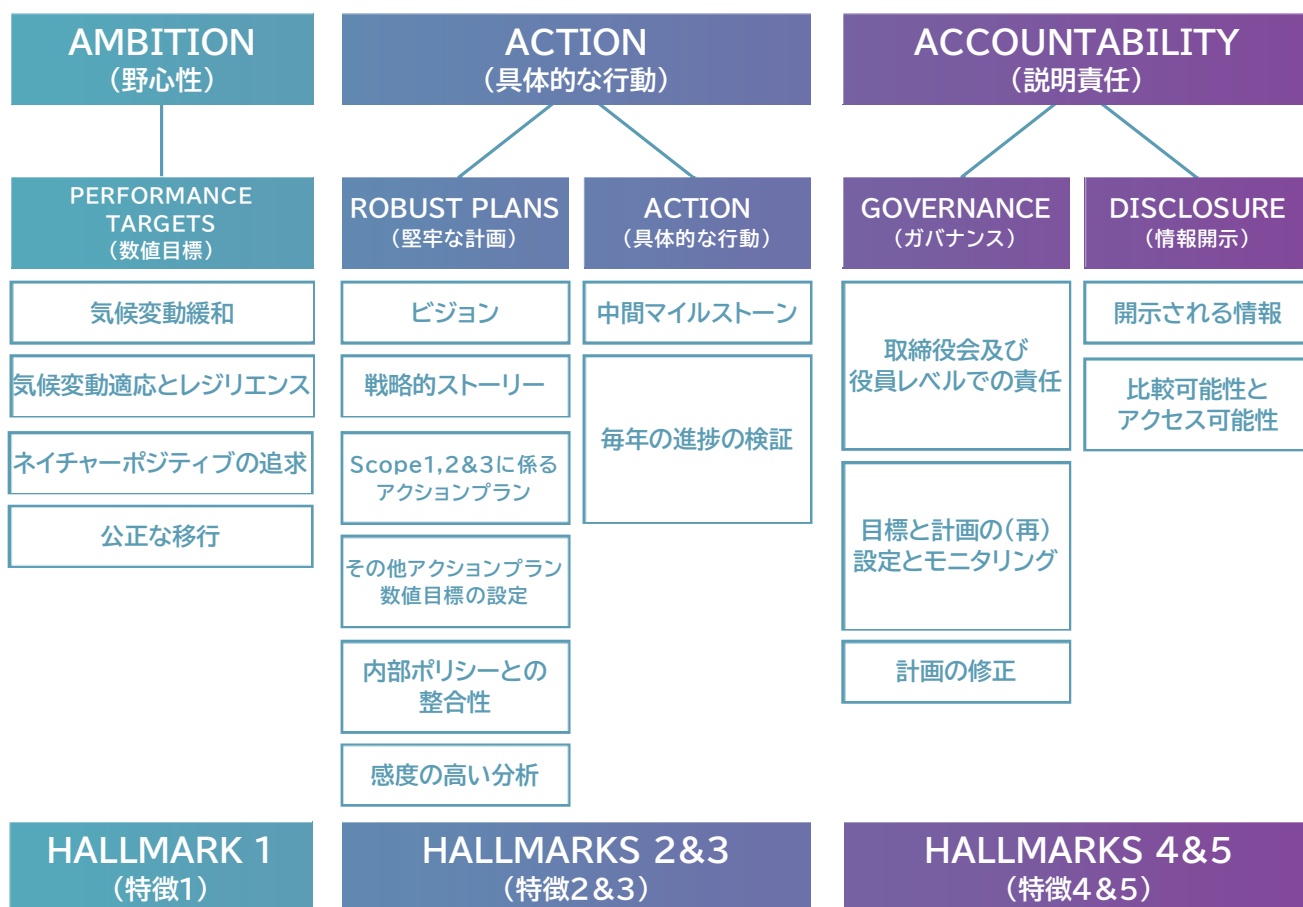 AMBITION
（野心性）
PERFORMANCE
TARGETS
（数値目標）
気候変動緩和
気候変動適応とレジリエンス
ネイチャーポジティブの追求
公正な移行
HALLMARK 1
（特徴1）
ACTION
（具体的な行動）
ROBUST PLANS
（堅牢な計画）
ビジョン
戦略的ストーリー
Scope1,2&3に係る
アクションプラン
その他アクションプラン
数値目標の設定
内部ポリシーとの
整合性
感度の高い分析
ACTION
（具体的な行動）
中間マイルストーン
毎年の進捗の検証
HALLMARKS 2&3
（特徴2&3）
ACCOUNTABILITY
（説明責任）
GOVERNANCE
（ガバナンス）
取締役会及び
役員レベルでの責任
目標と計画の（再）
設定とモニタリング
計画の修正
DISCLOSURE
（情報開示）
開示される情報
比較可能性と
アクセス可能性
HALLMARKS 4&5
（特徴4&5）